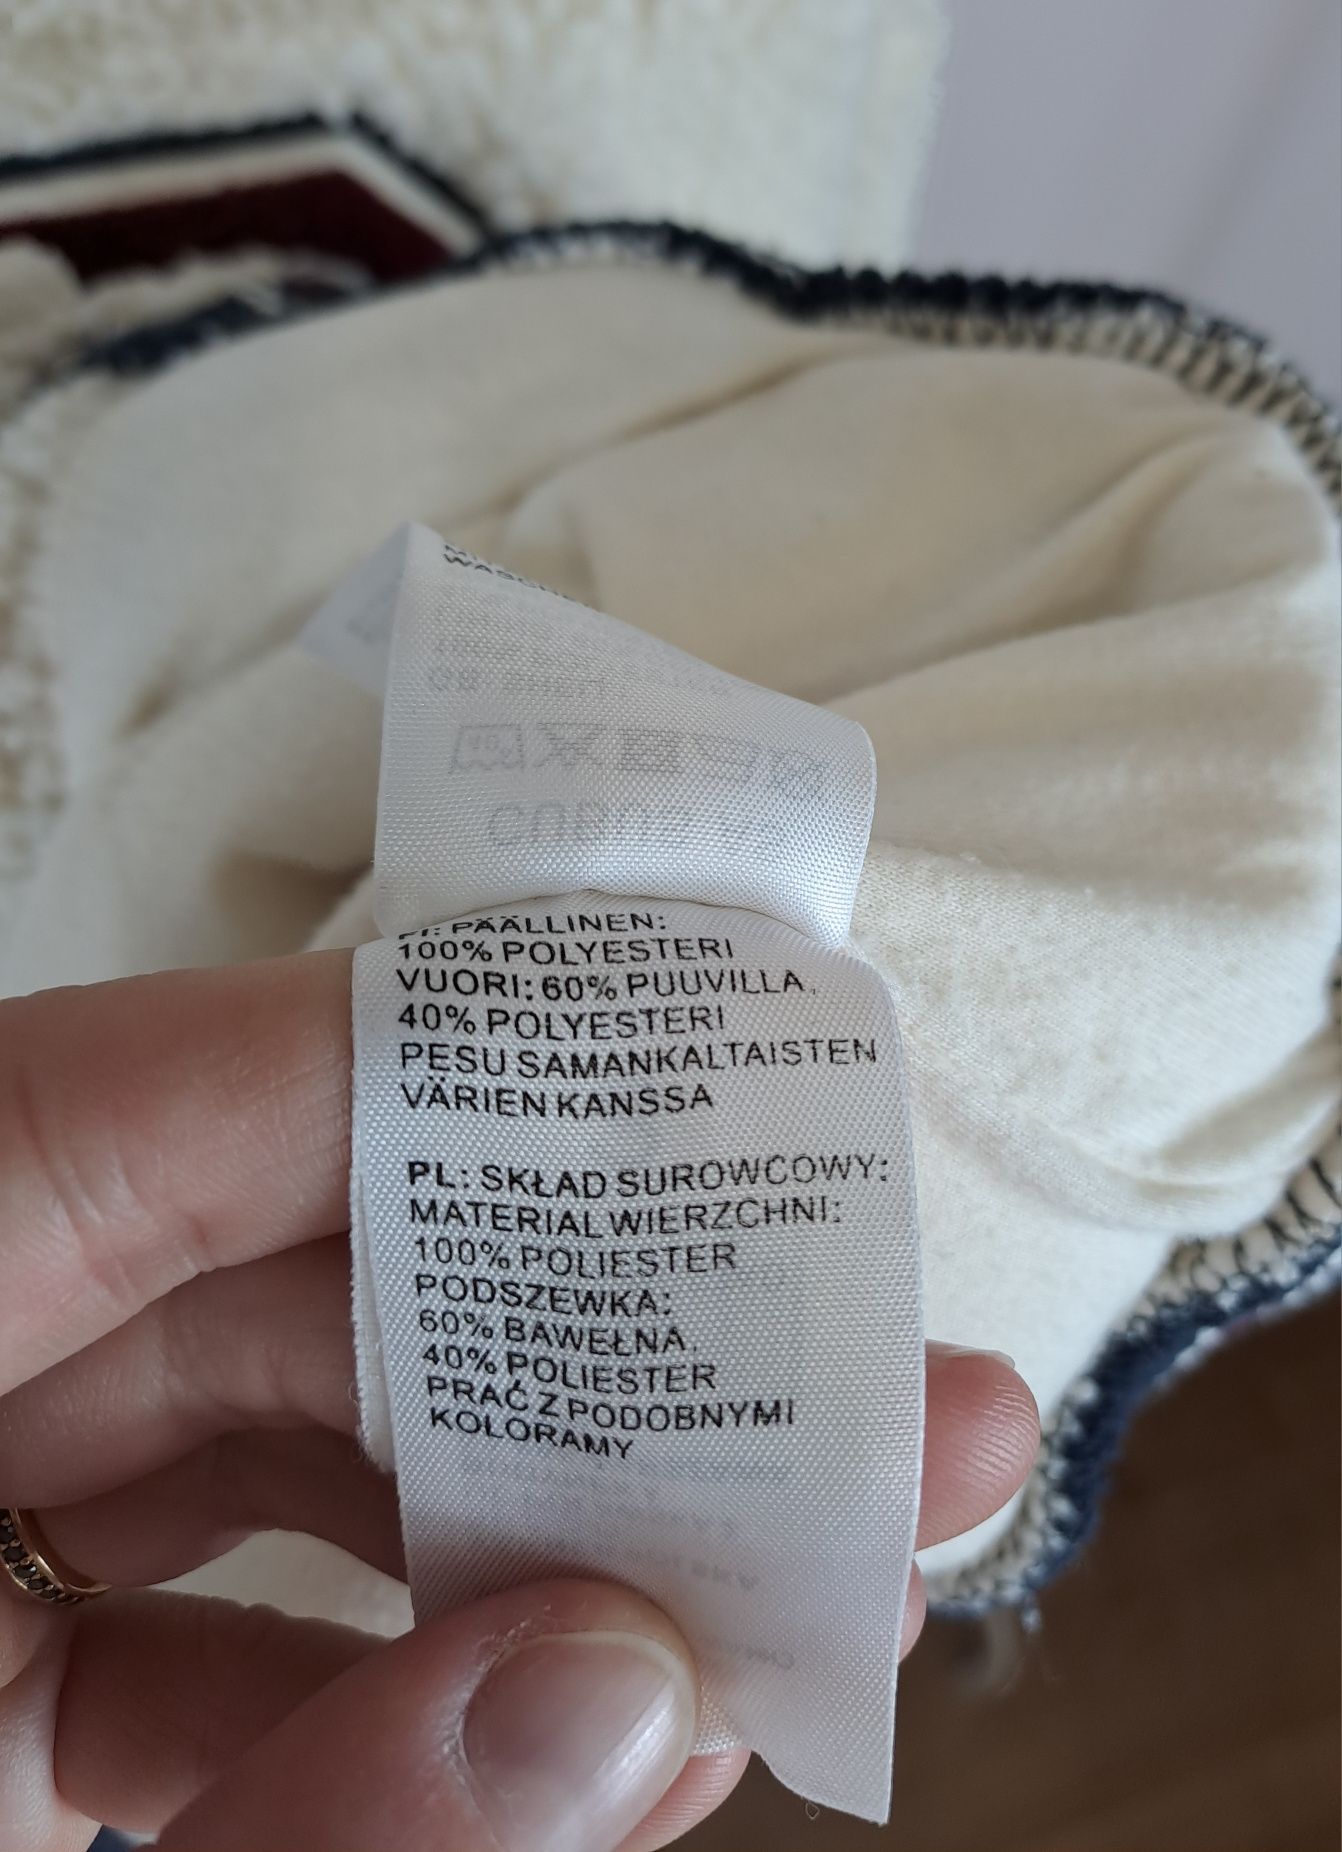 FI: PÄÄLLINEN:
100% POLYESTERI
VUORI: 60% PUUVILLA,
40% POLYESTERI
PESU SAMANKALTAISTEN
VÄRIEN KANSSA
PL: SKŁAD SUROWCOWY:
MATERIAL WIERZCHNI:
100% POLIESTER
PODSZEWKA:
60% BAWEŁNA,
40% POLIESTER
PRAĆ Z PODOBNYMI
KOLORAMY